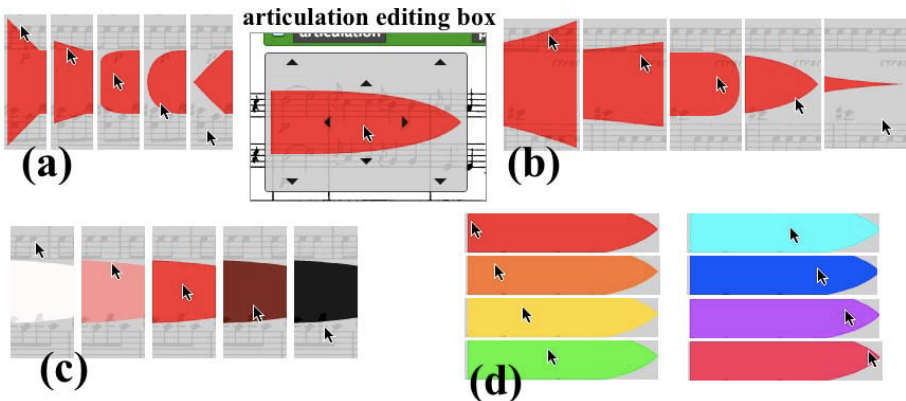 articulation editing box
articulation
(a)
(b)
(c)
(d)